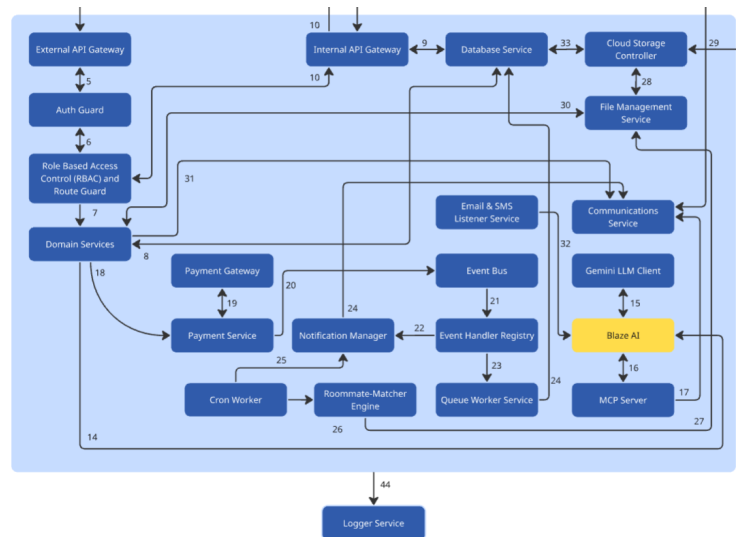 10
External API Gateway
Internal API Gateway
9
Database Service
33
Cloud Storage
Controller
29
5
10
28
Auth Guard
30
File Management
Service
6
Role Based Access
Control (RBAC) and
Route Guard
31
7
Email & SMS
Listener Service
Communications
Service
Domain Services
8
32
18
Payment Gateway
20
Event Bus
Gemini LLM Client
19
24
21
15
Payment Service
Notification Manager
22
Event Handler Registry
Blaze AI
25
23
24
16
Cron Worker
Roommate-Matcher
Engine
Queue Worker Service
MCP Server
17
26
27
14
44
Logger Service